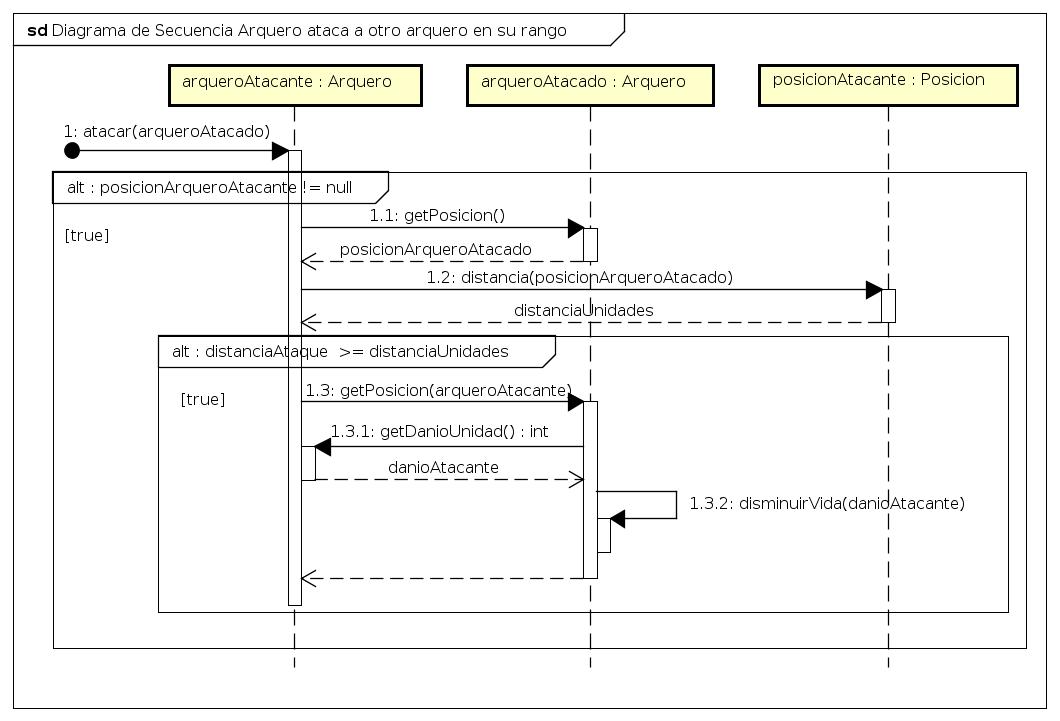 sd Diagrama de Secuencia Arquero ataca a otro arquero en su rango
arqueroAtacante : Arquero
arqueroAtacado : Arquero
posicionAtacante : Posicion
1: atacar(arqueroAtacado)
alt : posicionArqueroAtacante != null
1.1: getPosicion()
[true]
posicionArqueroAtacado
1.2: distancia(posicionArqueroAtacado)
distanciaUnidades
alt : distanciaAtaque >= distanciaUnidades
1.3: getPosicion(arqueroAtacante)
[true]
1.3.1: getDanioUnidad() : int
danioAtacante
1.3.2: disminuirVida(danioAtacante)